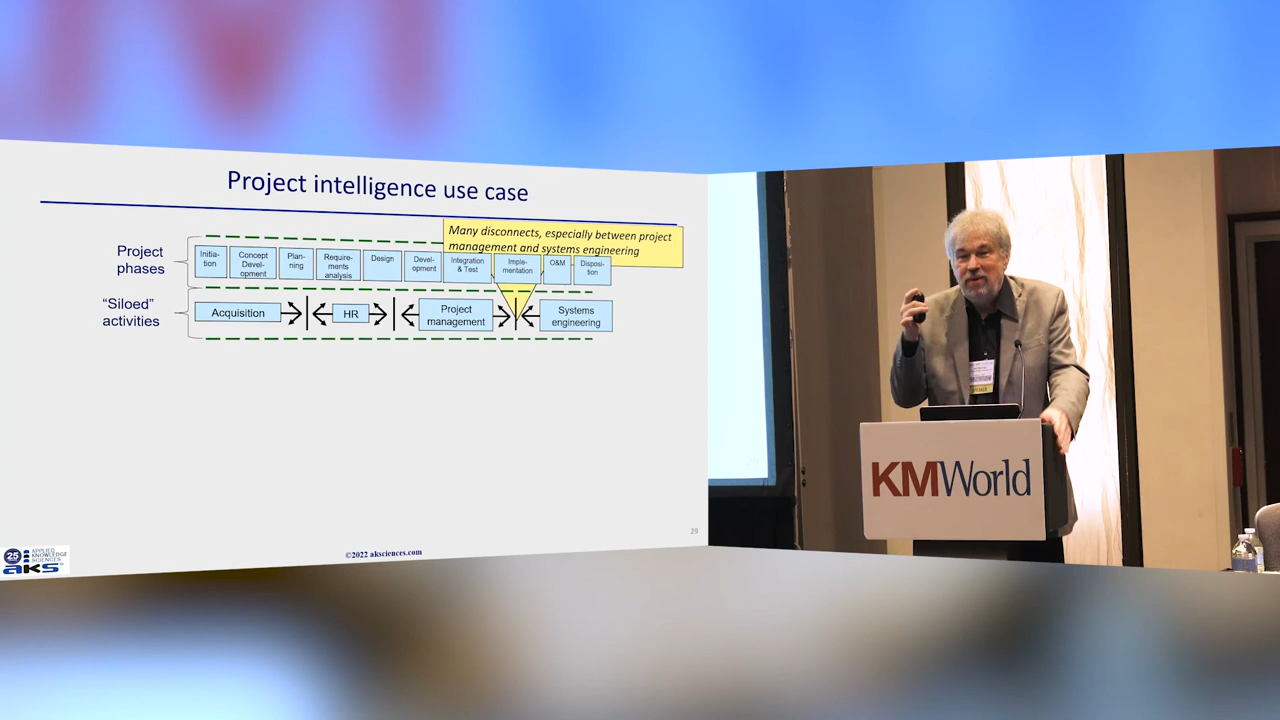 Project intelligence use case
Many disconnects, especially between project
management and systems engineering
Project
phases
Initia-
tion
Concept
Devel-
opment
Plan-
ning
Require-
ments
analysis
Design
Devel-
opment
Integration
& Test
Imple-
mentation
O&M
Disposi-
tion
"Siloed"
activities
Acquisition
HR
Project
management
Systems
engineering
29
25
APPLIED
KNOWLEDGE
SCIENCES
aks
©2022 aksciences.com
KMWorld